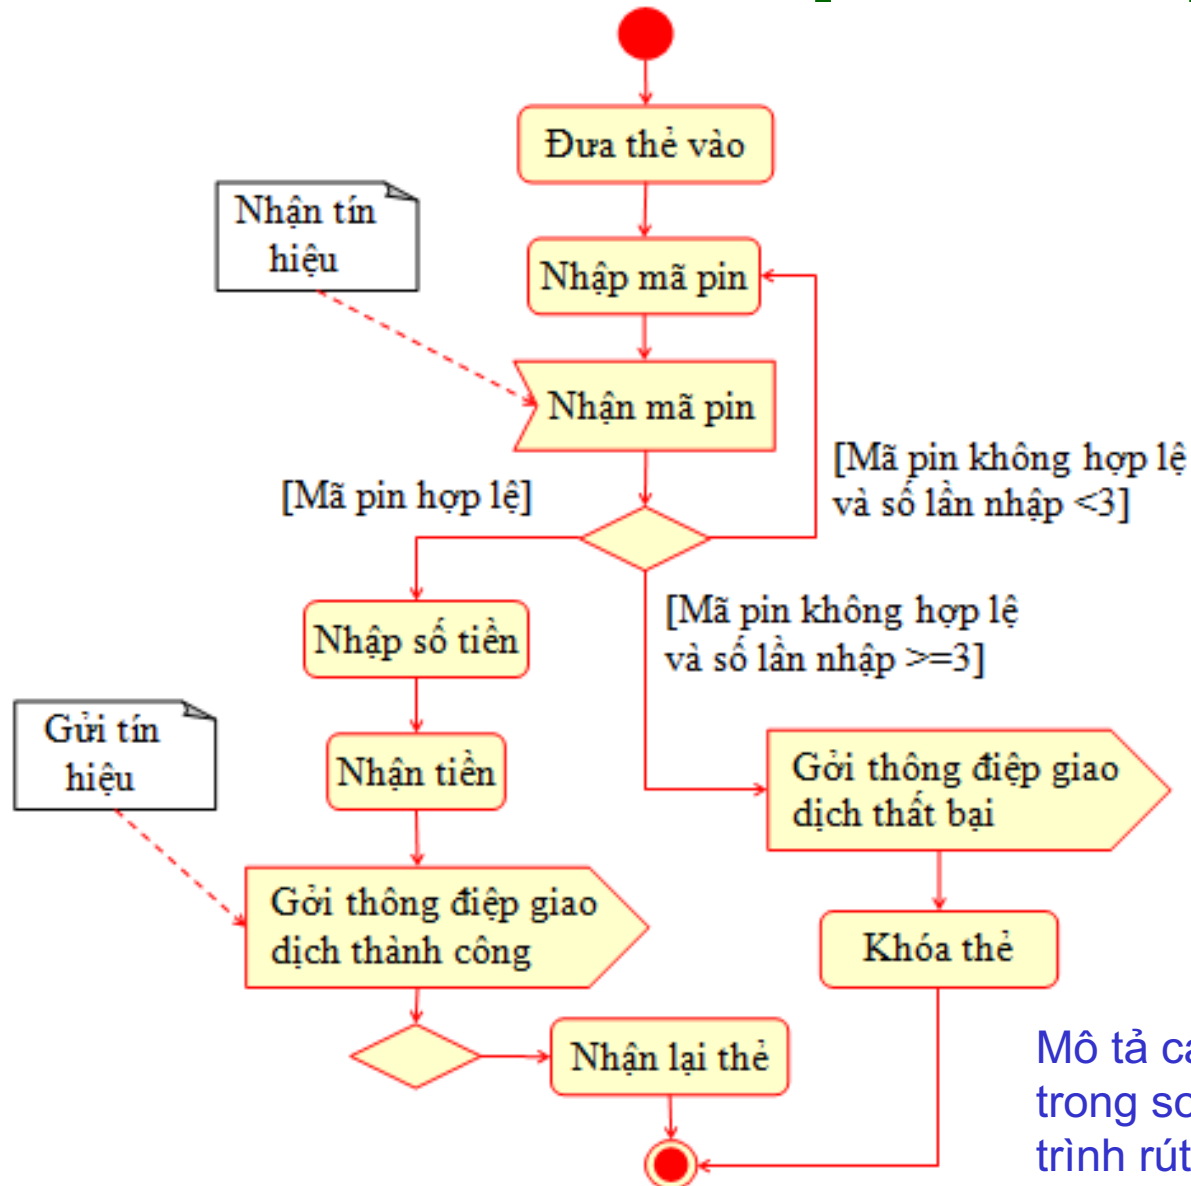 Đưa thẻ vào
Nhận tín
hiệu
Nhập mã pin
Nhận mã pin
[Mã pin không hợp lệ
và số lần nhập <3]
[Mã pin hợp lệ]
[Mã pin không hợp lệ
và số lần nhập >=3]
Nhập số tiền
Gửi tín
hiệu
Nhận tiền
Gởi thông điệp giao
dịch thất bại
Gởi thông điệp giao
dịch thành công
Khóa thẻ
Nhận lại thẻ
Mô tả
trong
trình rút